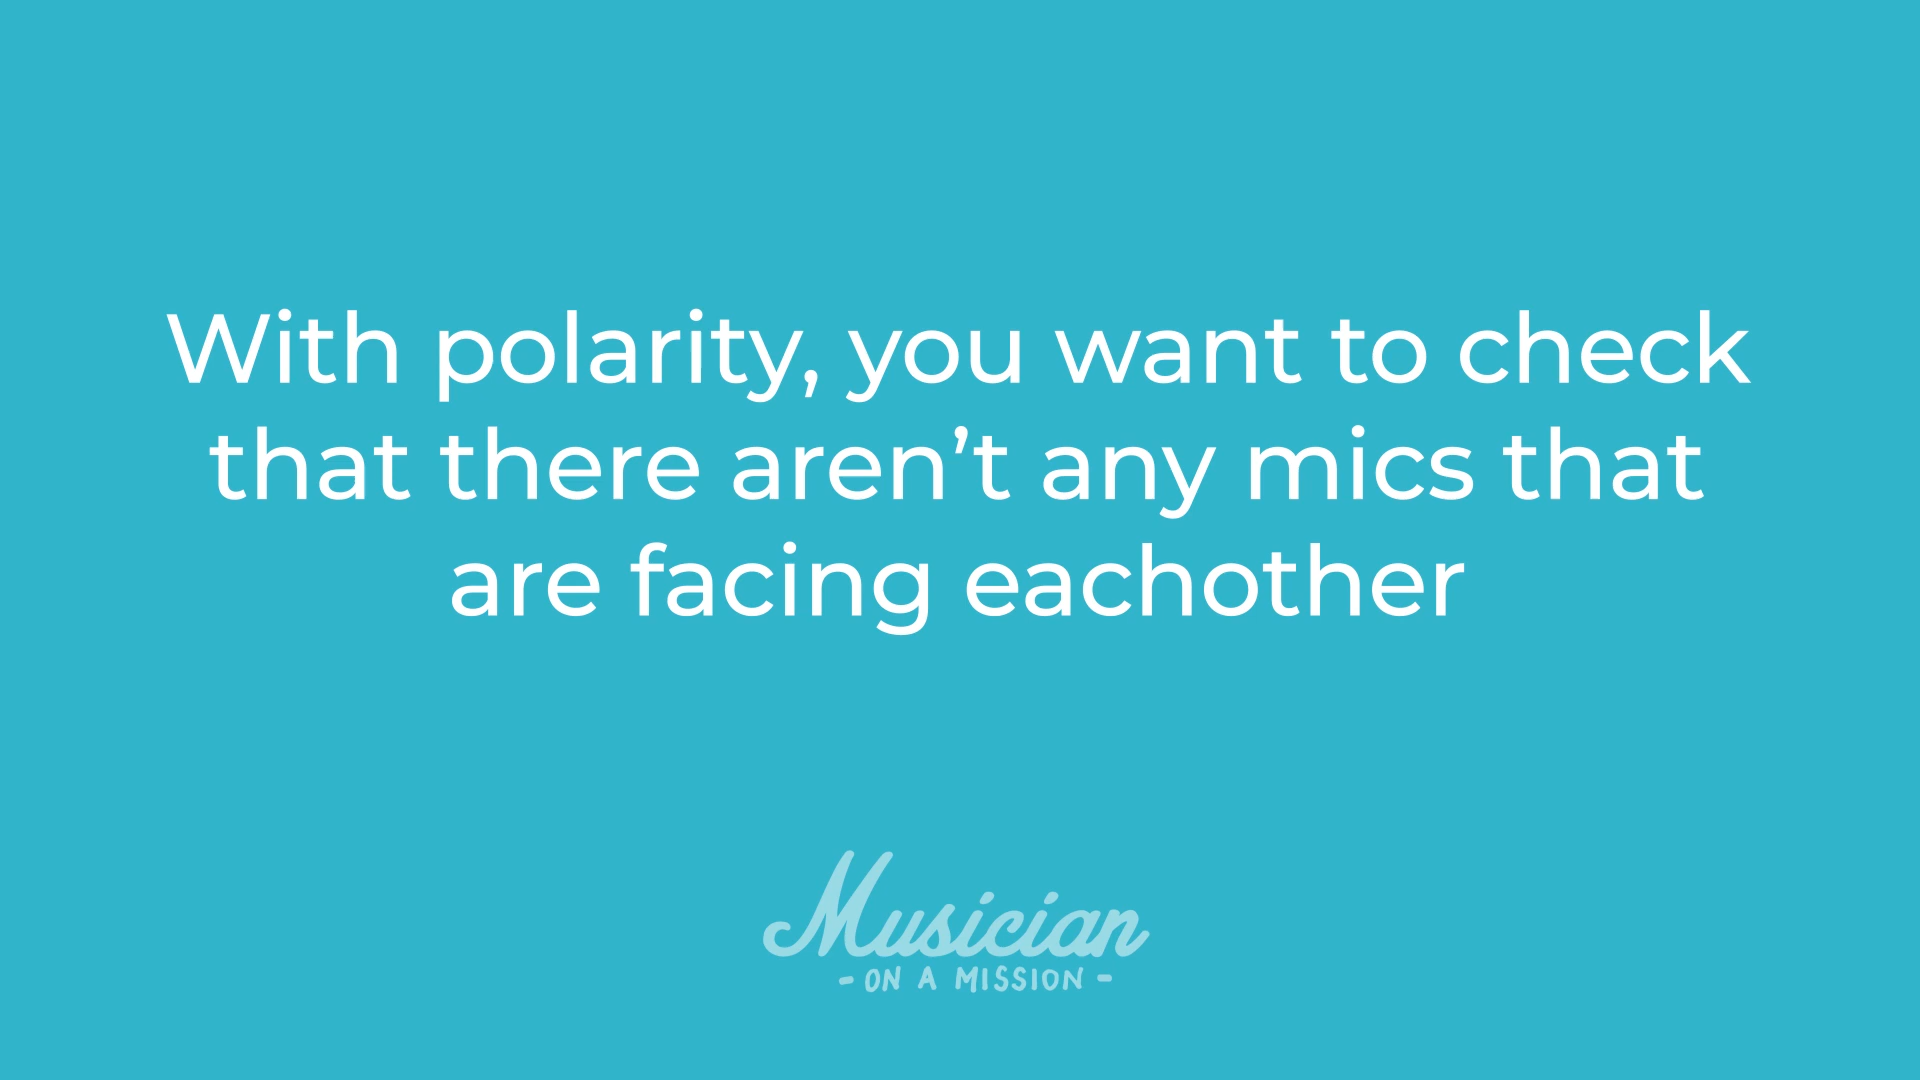 With polarity, you want to check
that there aren’t any mics that
are facing eachother
Musician
- ON A MISSION -